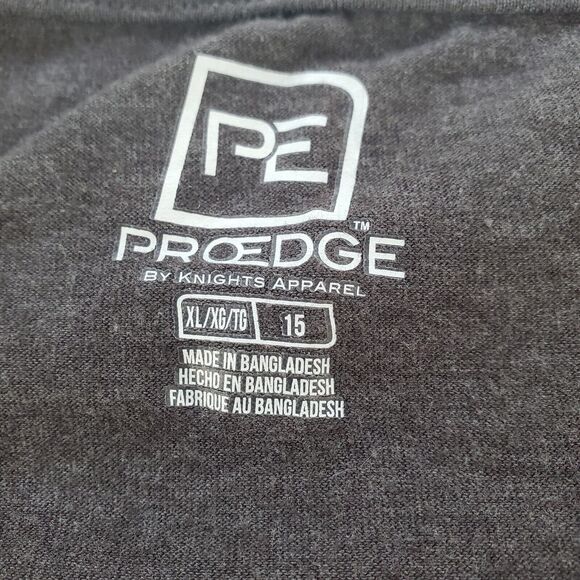 PE
PROEDGE™
BY KNIGHTS APPAREL
XL/XG/TG 15
MADE IN BANGLADESH
HECHO EN BANGLADESH
FABRIQUE AU BANGLADESH